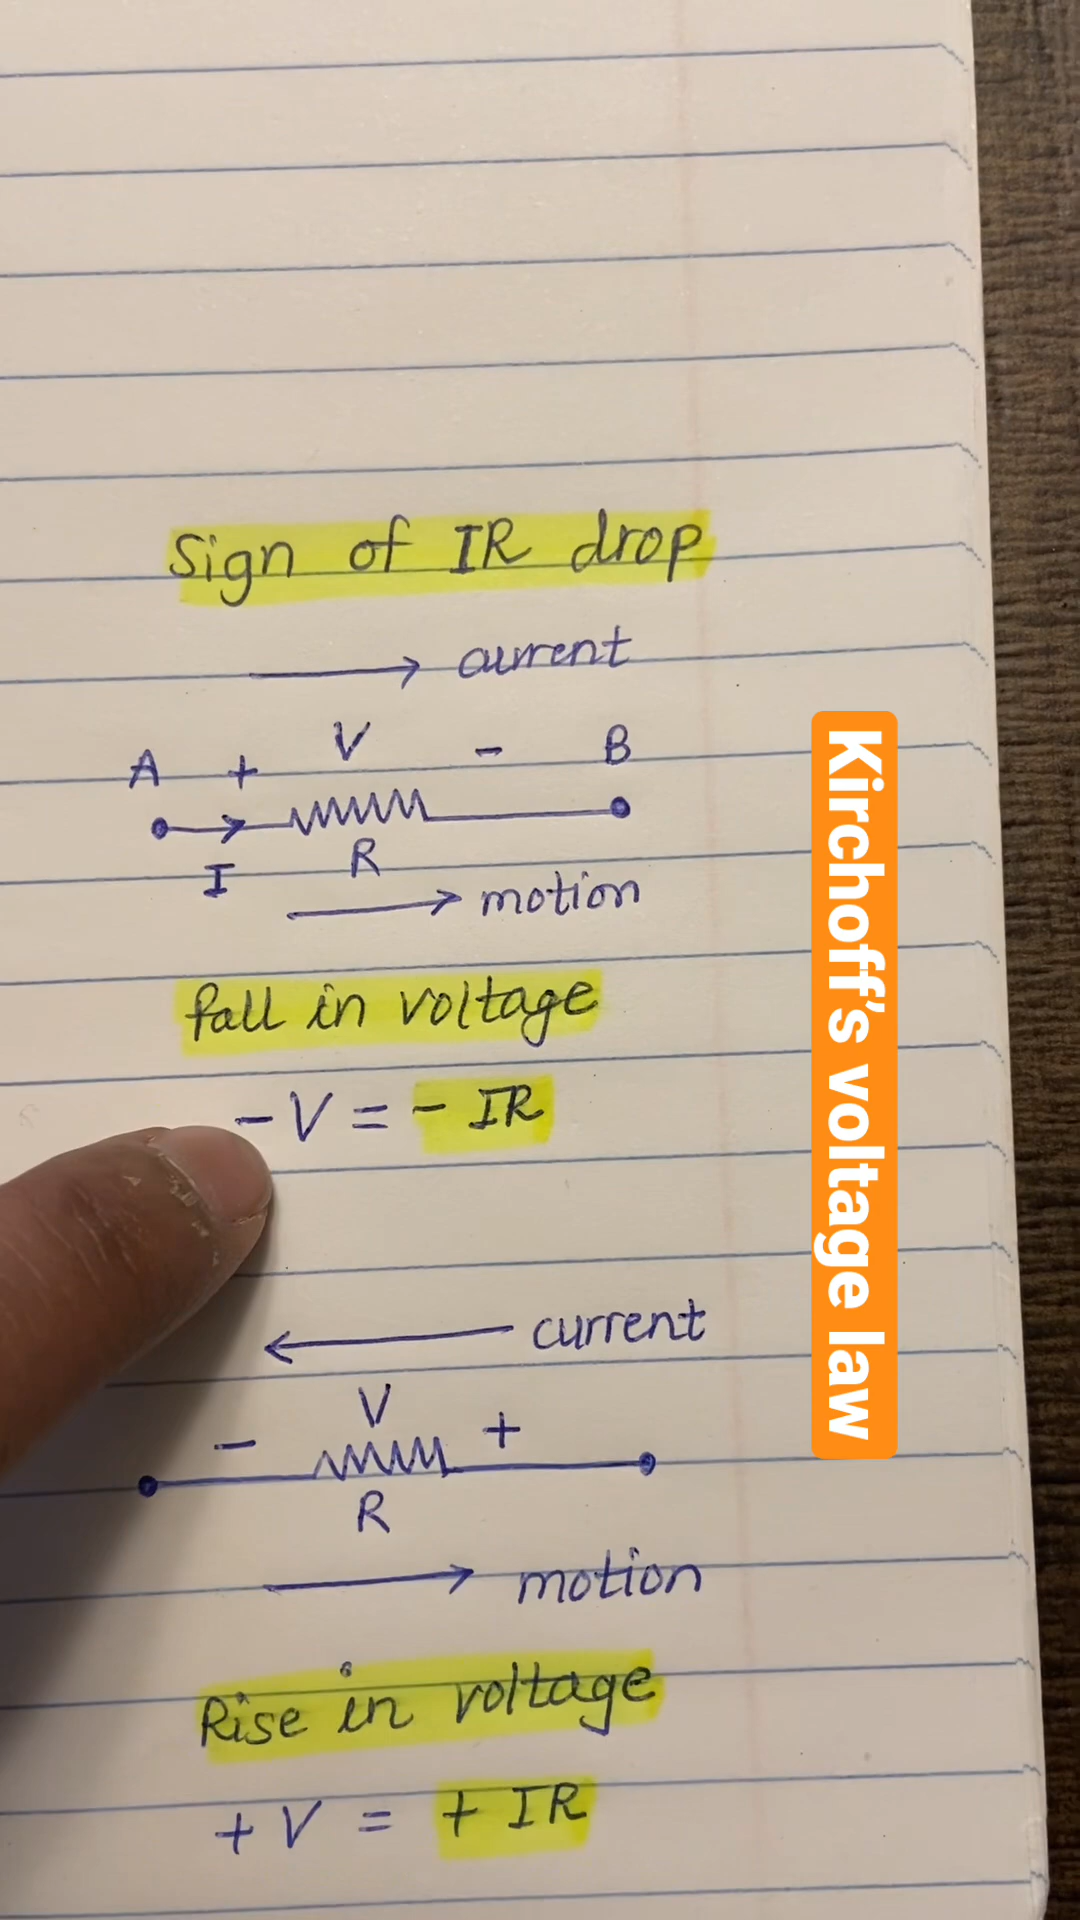 Sign of IR drop
current
V
A + - B
I R
motion
fall in voltage
- V = - IR
current
V
- +
R
motion
Rise in voltage
+ V = + IR
Kirchoff's voltage law